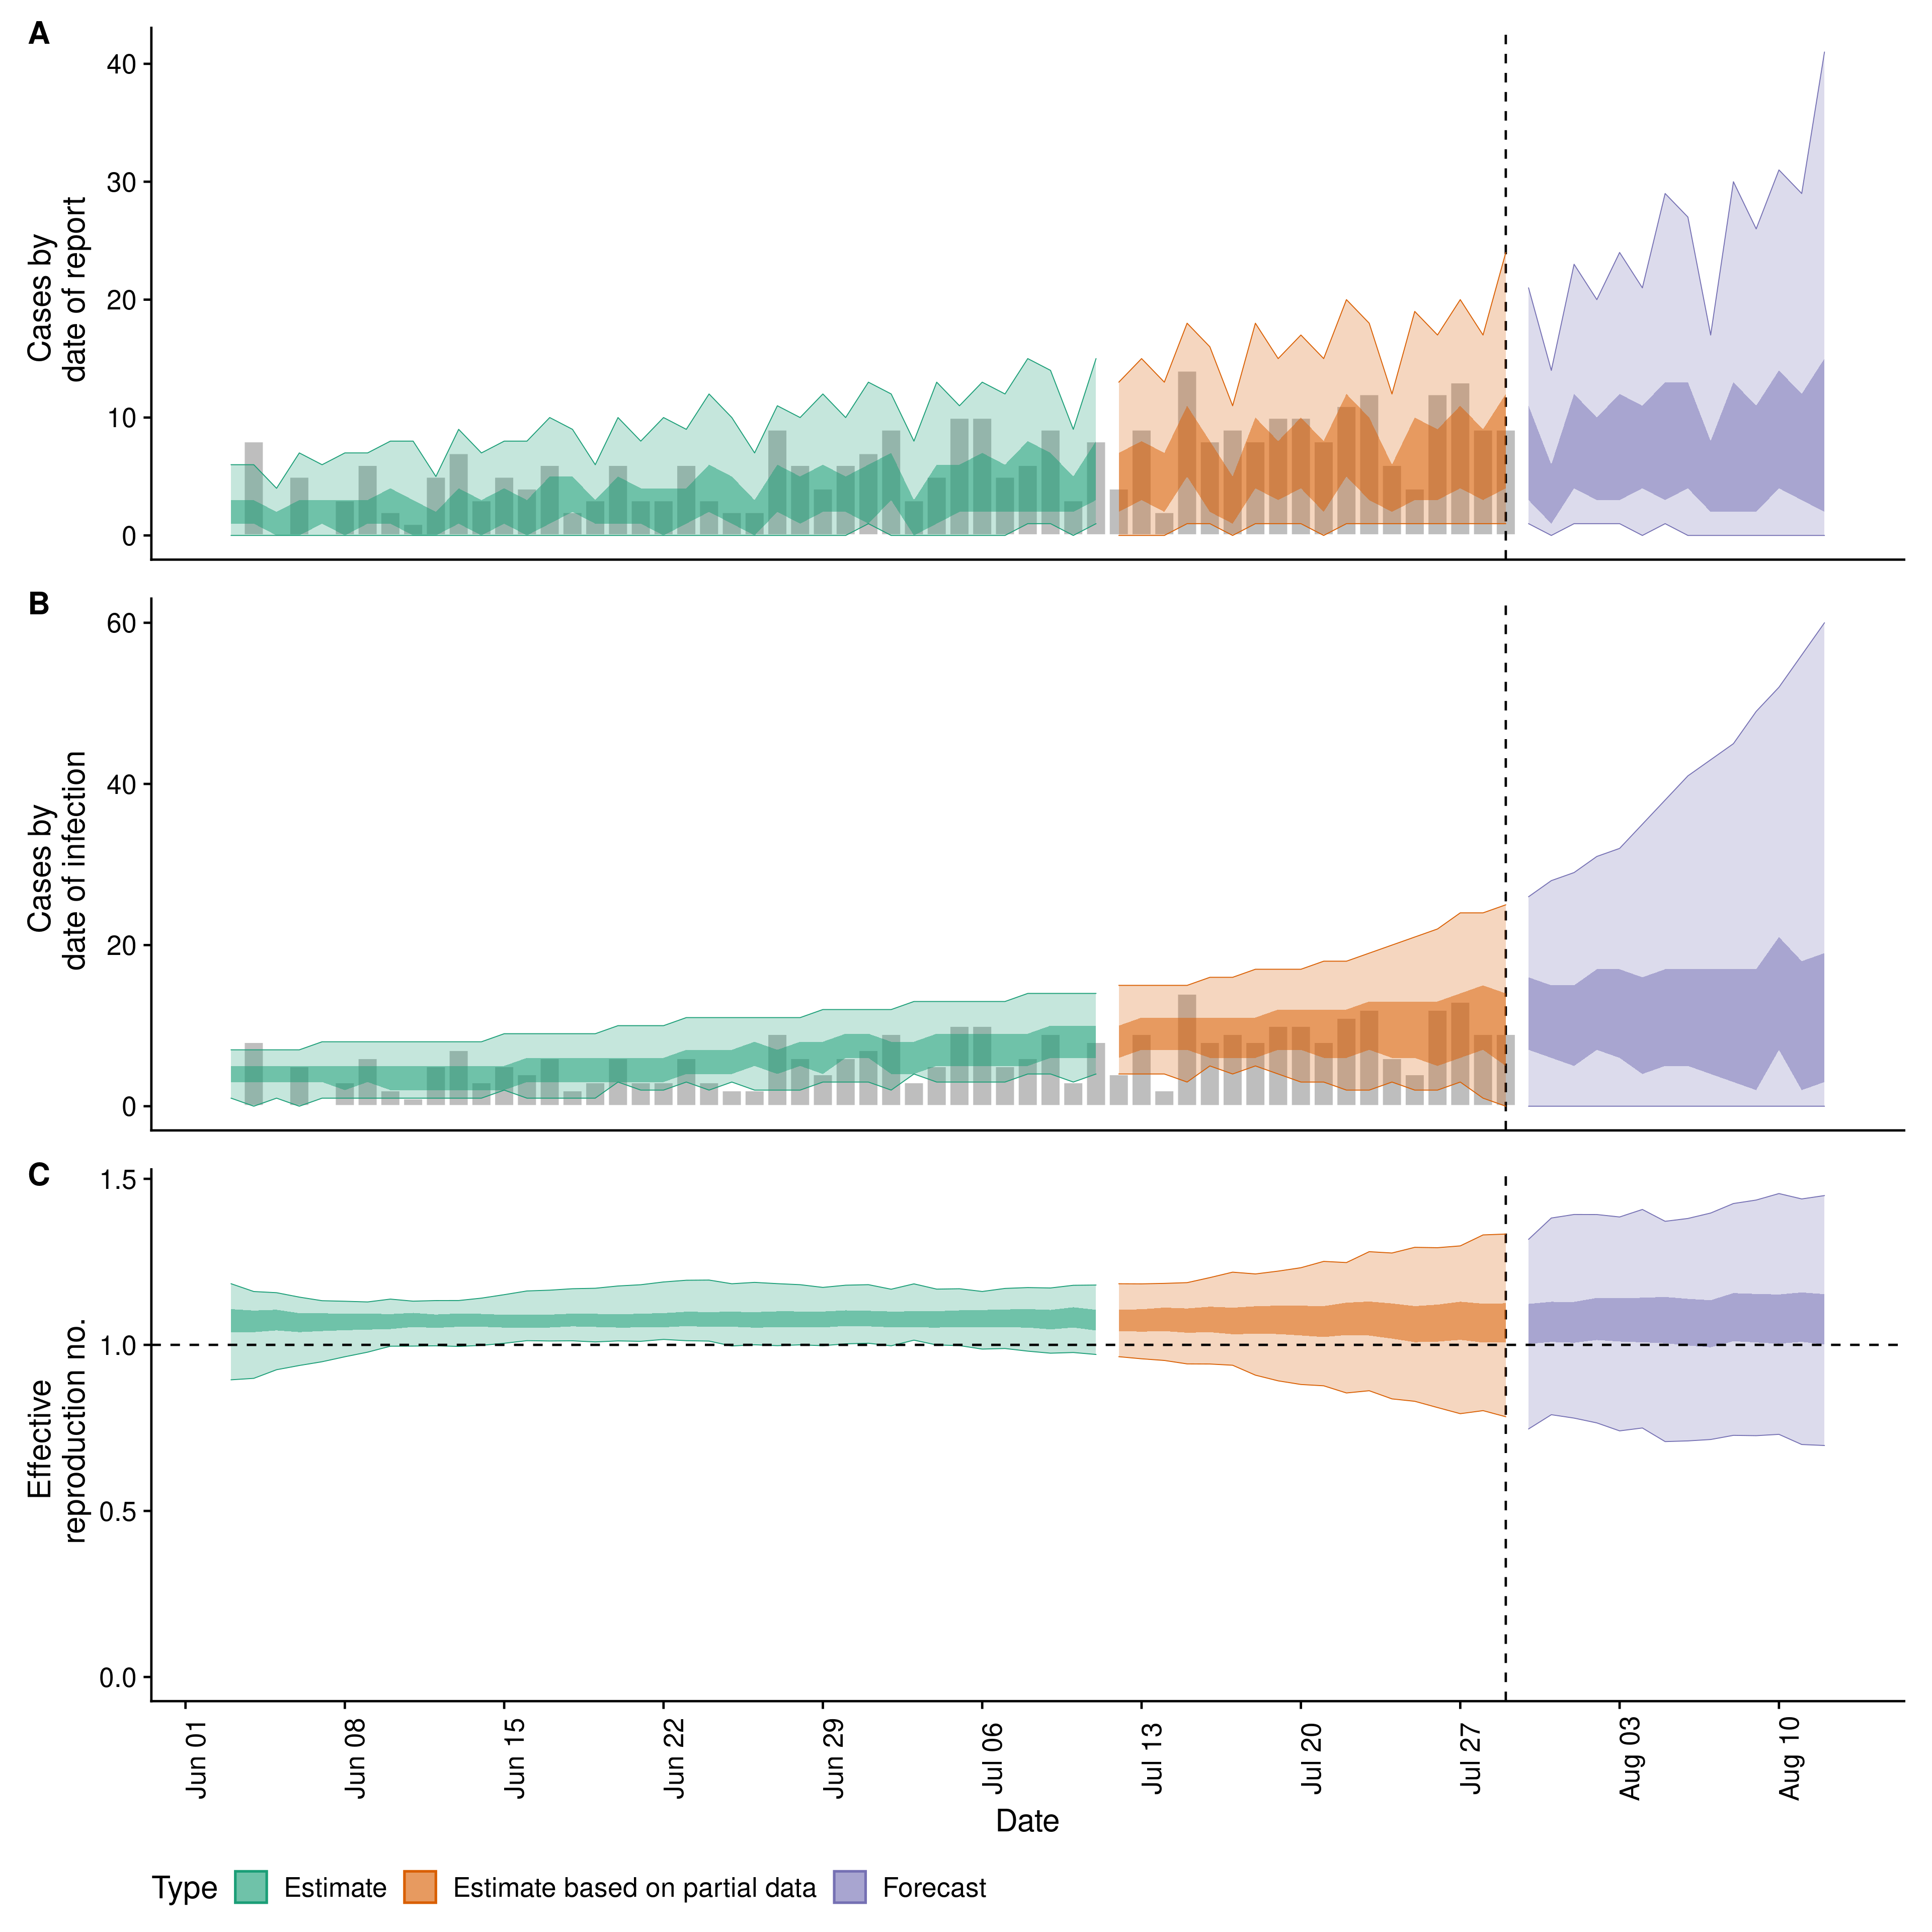 A
40
30
20
10
0
Cases by
date of report
B
60
40
20
0
Cases by
date of infection
C
1.5
1.0
0.5
0.0
Effective
reproduction no.
Jun 01
Jun 08
Jun 15
Jun 22
Jun 29
Jul 06
Jul 13
Jul 20
Jul 27
Aug 03
Aug 10
Date
Type Estimate Estimate based on partial data Forecast